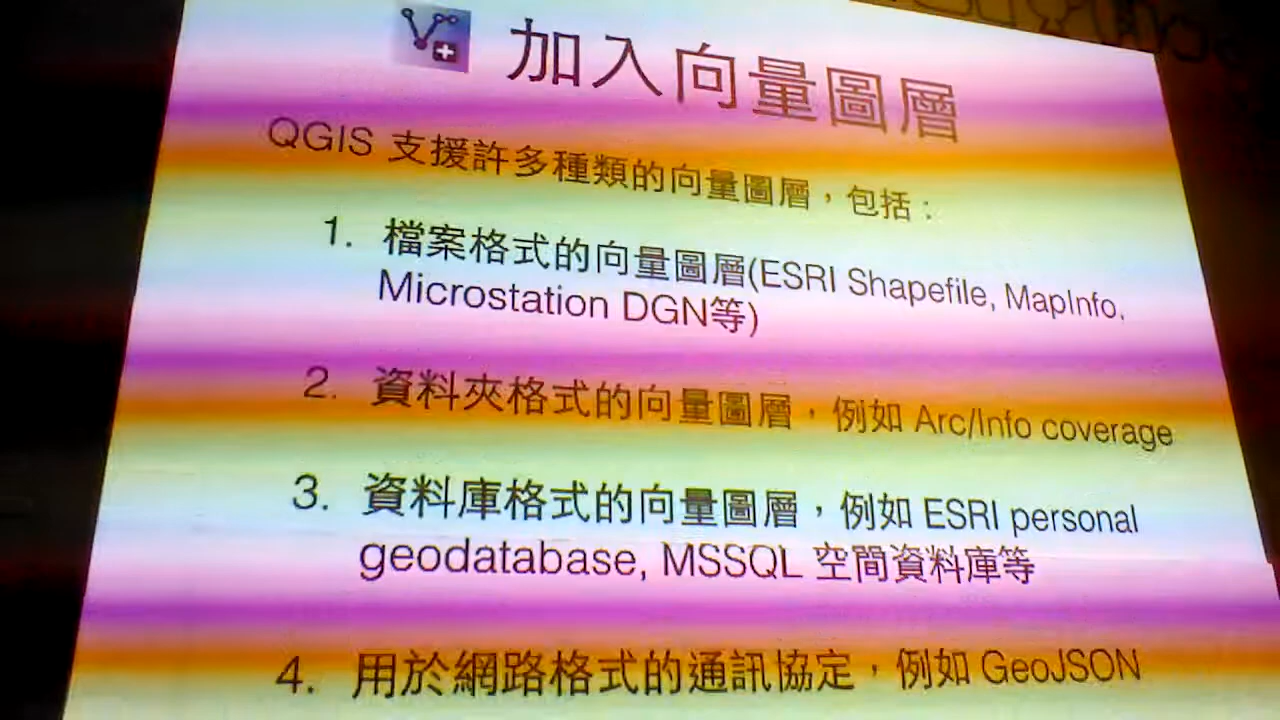 加入向量圖層
QGIS 支援許多種類的向量圖層，包括：
1. 檔案格式的向量圖層(ESRI Shapefile, MapInfo,
Microstation DGN等)
2. 資料夾格式的向量圖層，例如 Arc/Info coverage
3. 資料庫格式的向量圖層，例如 ESRI personal
geodatabase, MSSQL 空間資料庫等
4. 用於網路格式的通訊協定，例如 GeoJSON